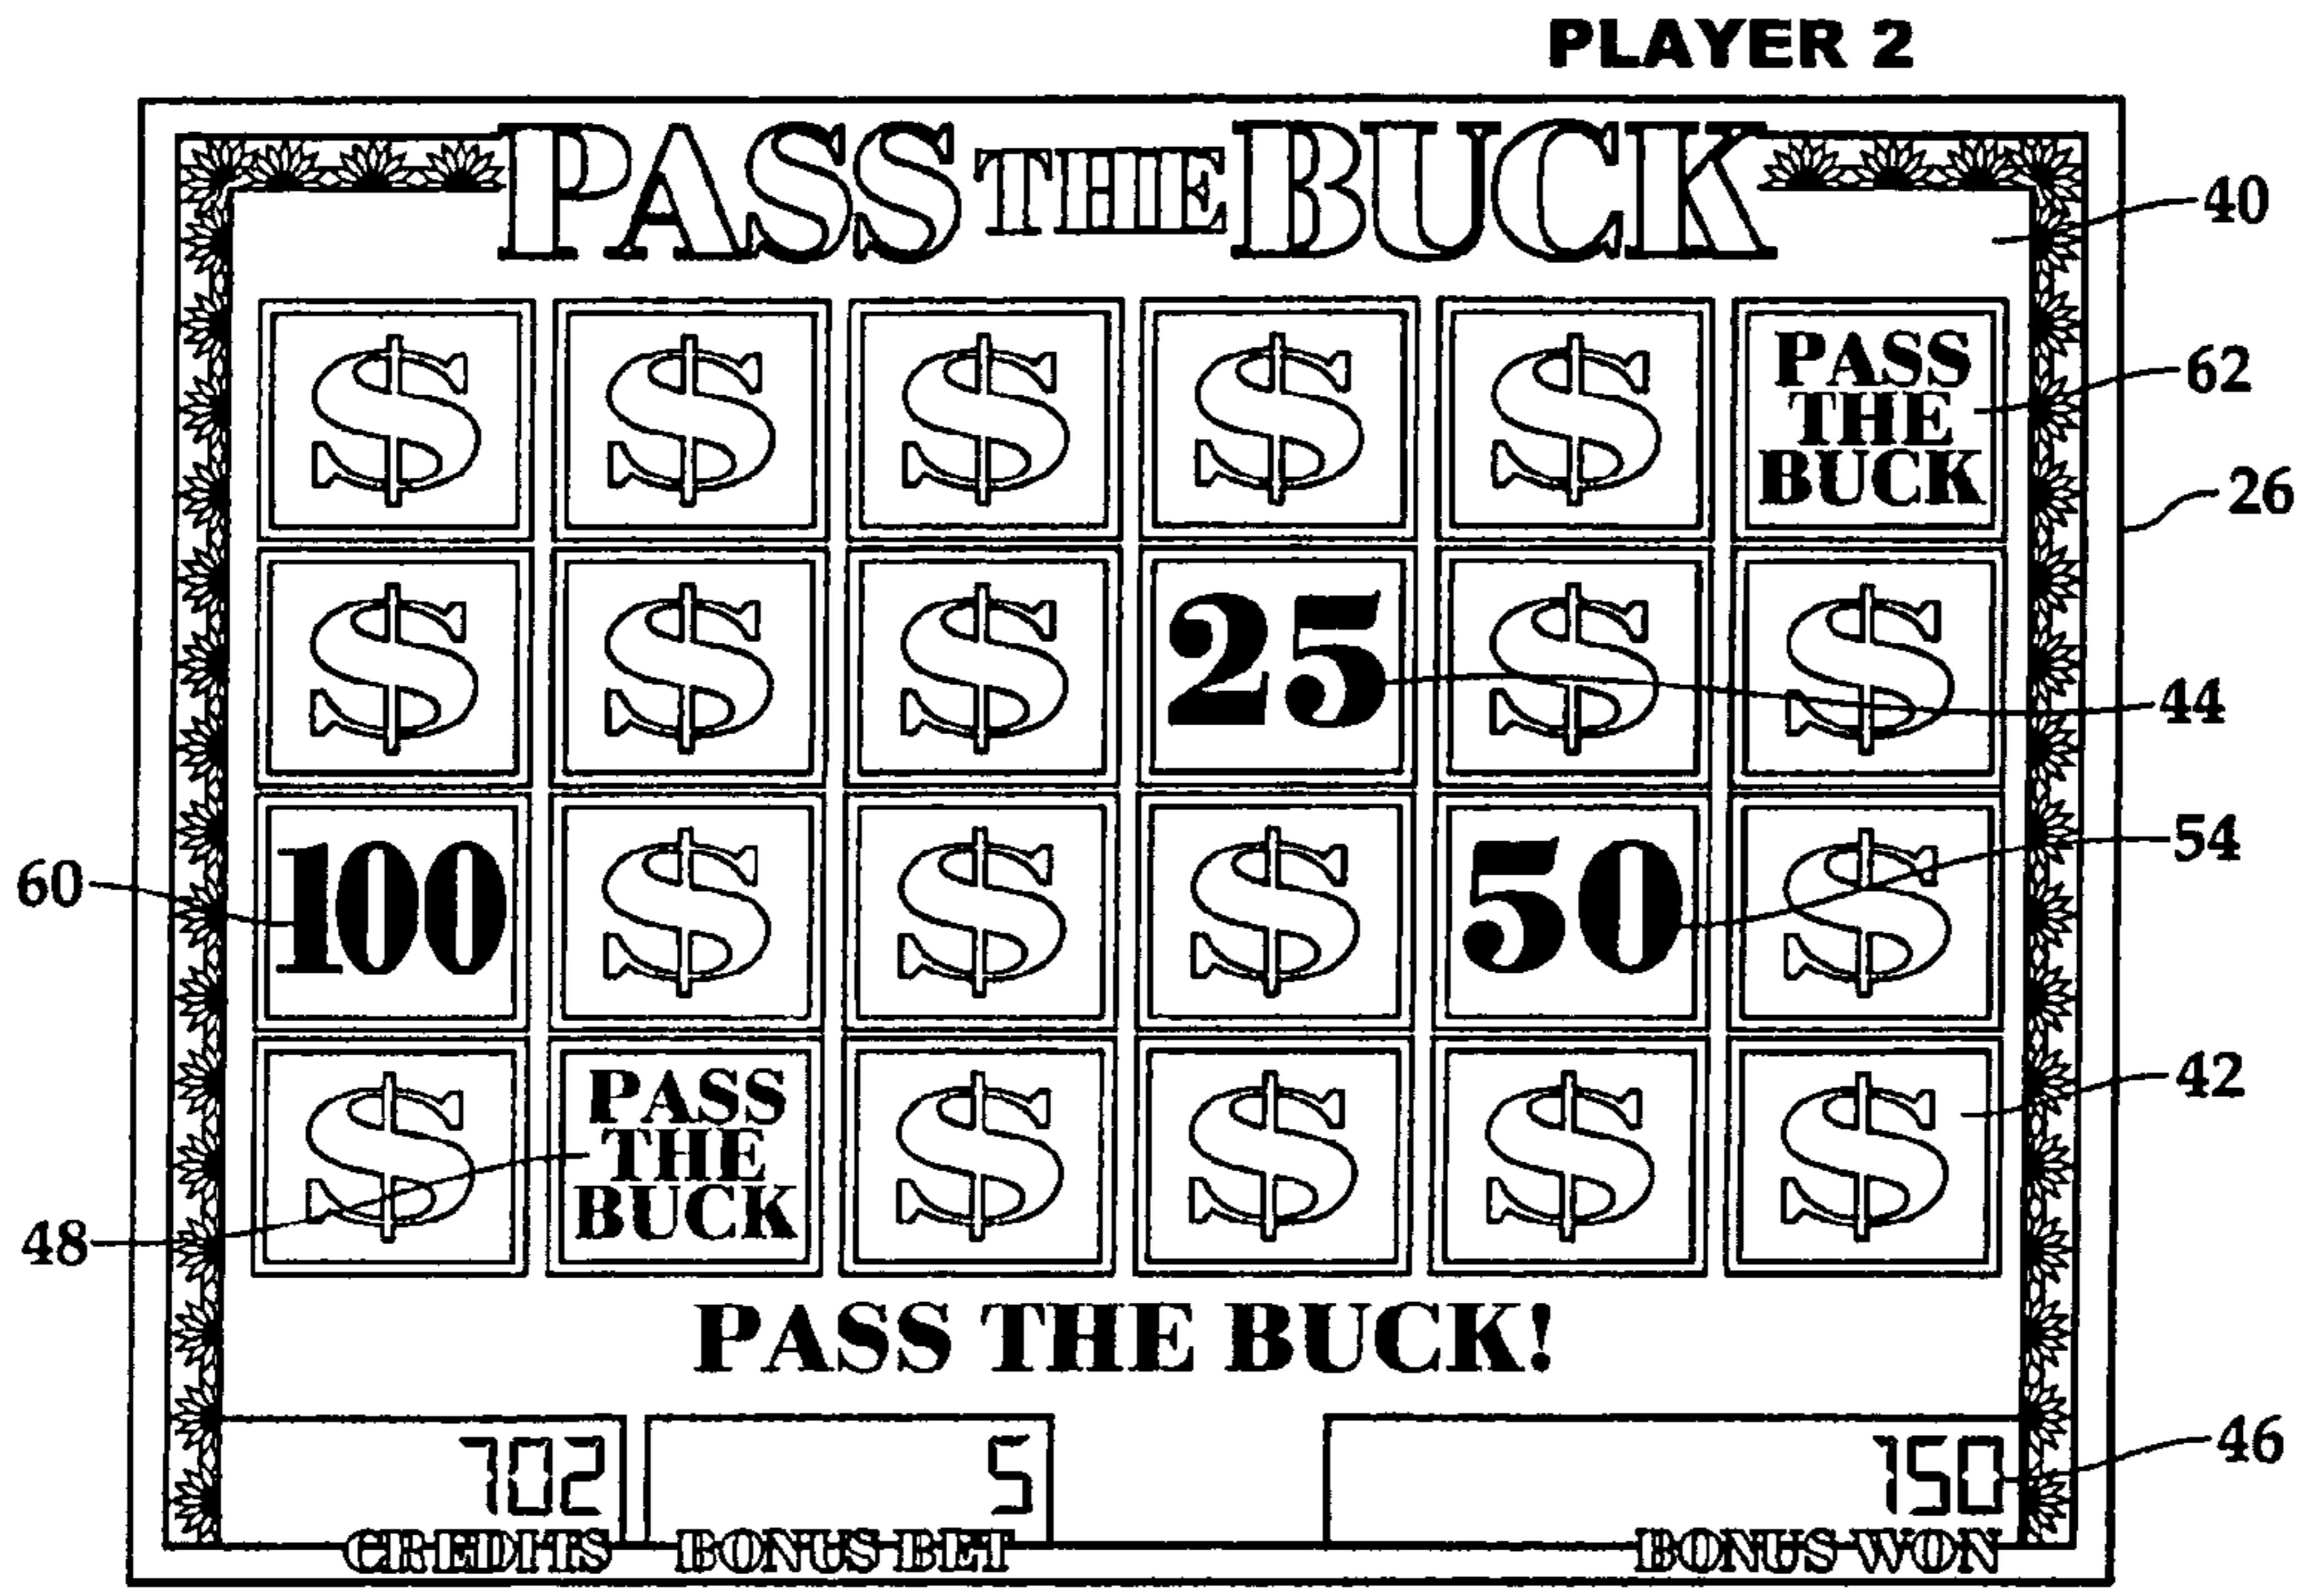 PLAYER 2
PASS THE BUCK
40
$ $ $ $ $ PASS THE BUCK
62
26
$ $ $ 25 $ $
44
100 $ $ $ 50 $
54
60
$ PASS THE BUCK $ $ $ $
42
48
PASS THE BUCK!
702 5 150
46
CREDITS BONUS BET BONUS WON